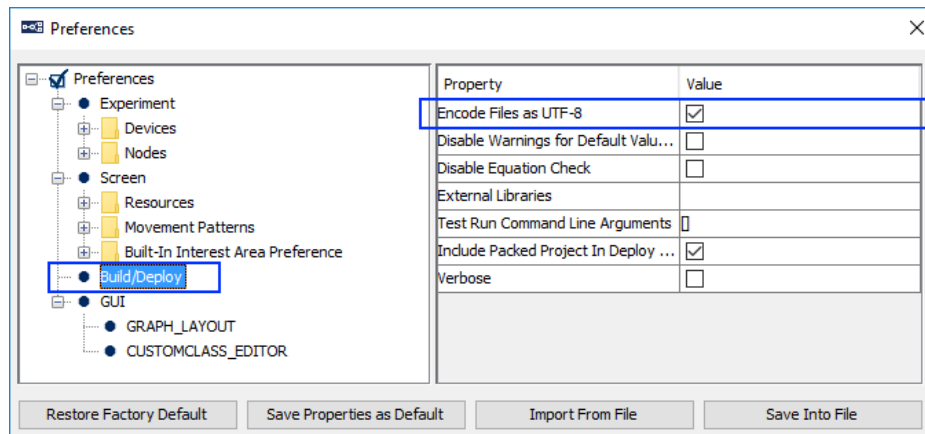 Preferences
Preferences
Experiment
Devices
Nodes
Screen
Resources
Movement Patterns
Built-In Interest Area Preference
Build/Deploy
GUI
GRAPH_LAYOUT
CUSTOMCLASS_EDITOR
Property Value
Encode Files as UTF-8
Disable Warnings for Default Valu...
Disable Equation Check
External Libraries
Test Run Command Line Arguments []
Include Packed Project In Deploy ...
Verbose
Restore Factory Default Save Properties as Default Import From File Save Into File